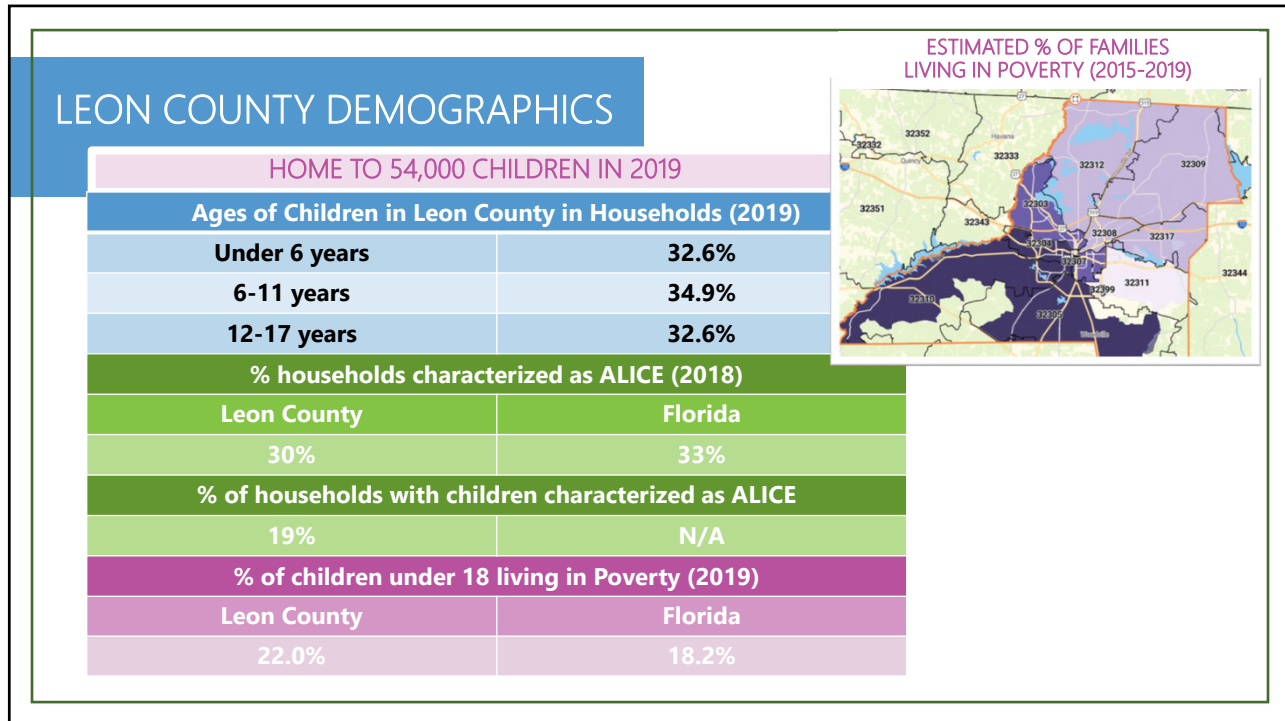 LEON COUNTY DEMOGRAPHICS
HOME TO 54,000 CHILDREN IN 2019
Ages of Children in Leon County in Households (2019)
Under 6 years 32.6%
6-11 years 34.9%
12-17 years 32.6%
% households characterized as ALICE (2018)
Leon County Florida
30% 33%
% of households with children characterized as ALICE
19% N/A
% of children under 18 living in Poverty (2019)
Leon County Florida
22.0% 18.2%
ESTIMATED % OF FAMILIES
LIVING IN POVERTY (2015-2019)
32352
32332
Havana
Quincy
32333
32312
32309
32351
32303
32343
32308
32317
32304
32307
32344
32311
32399
32310
32305
Woodville